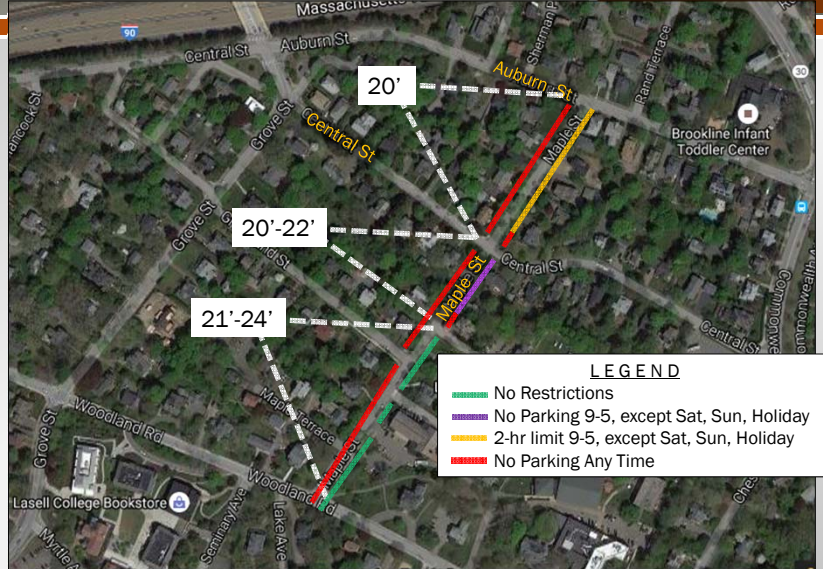 Massachusetts
90
Central St
Auburn St
Sherman P
Rand Terrace
30
20'
Auburn St
Hancock St
Grove St
Central St
Maple St
Brookline Infant
Toddler Center
20'-22'
Grove St
Central St
Maple St
21'-24'
Central St
Commonwealth
LEGEND
No Restrictions
No Parking 9-5, except Sat, Sun, Holiday
2-hr limit 9-5, except Sat, Sun, Holiday
No Parking Any Time
Maple Terrace
Woodland Rd
Grove St
Maple St
Woodland Rd
Lasell College Bookstore
Seminary Ave
Lake Ave
Myrtle A
Ches